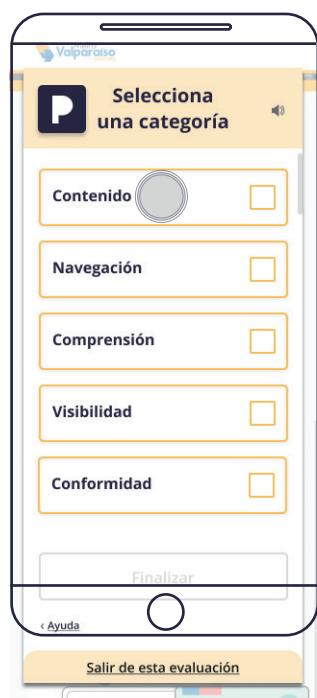 Valparaíso
P
Selecciona
una categoría
Contenido
Navegación
Comprensión
Visibilidad
Conformidad
Finalizar
‹ Ayuda
Salir de esta evaluación